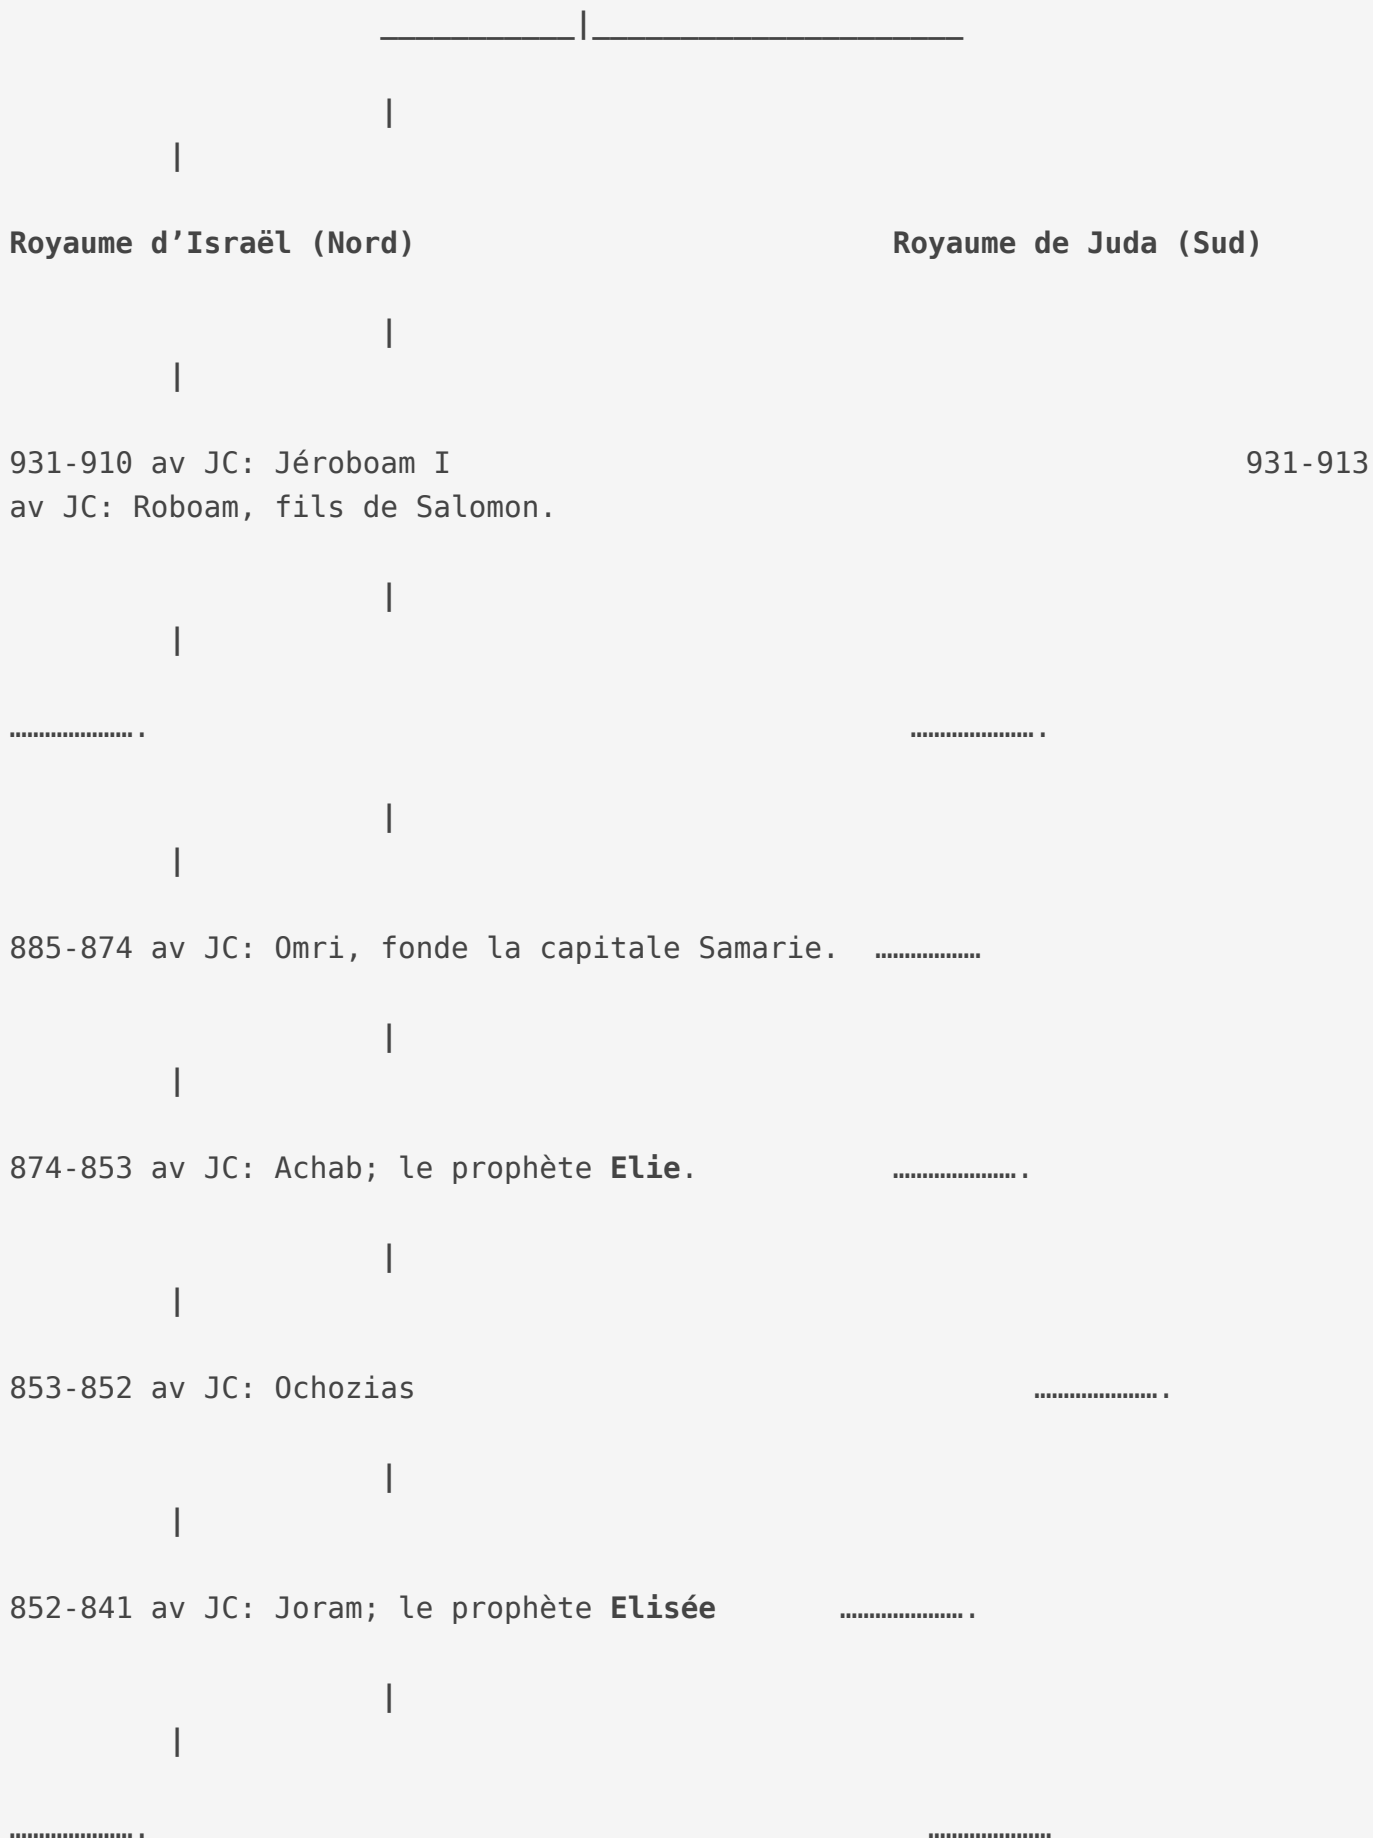 ___________|_____________________
|
|
Royaume d’Israël (Nord) Royaume de Juda (Sud)
|
|
931-910 av JC: Jéroboam I 931-913
av JC: Roboam, fils de Salomon.
|
|
…………………. ………………….
|
|
885-874 av JC: Omri, fonde la capitale Samarie. ………………
|
|
874-853 av JC: Achab; le prophète Elie. ………………….
|
|
853-852 av JC: Ochozias ………………….
|
|
852-841 av JC: Joram; le prophète Elisée ………………….
|
|
…………………. …………………